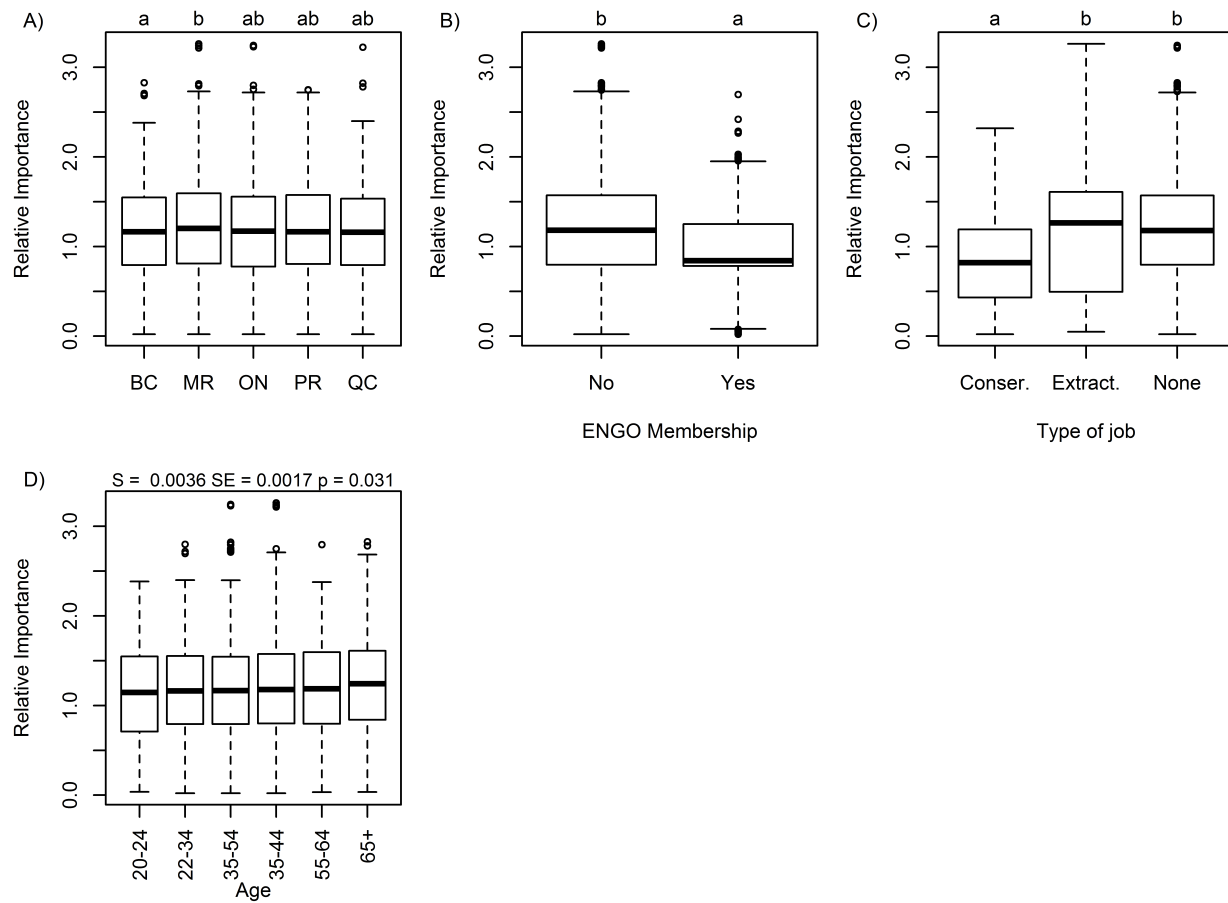 A) a b ab ab ab
Relative Importance
3.0
2.0
1.0
0.0
BC MR ON PR QC
B) b a
Relative Importance
3.0
2.0
1.0
0.0
No Yes
ENGO Membership
C) a b b
Relative Importance
3.0
2.0
1.0
0.0
Conser. Extract. None
Type of job
D) S = 0.0036 SE = 0.0017 p = 0.031
Relative Importance
3.0
2.0
1.0
0.0
20-24 22-34 35-54 35-44 55-64 65+
Age